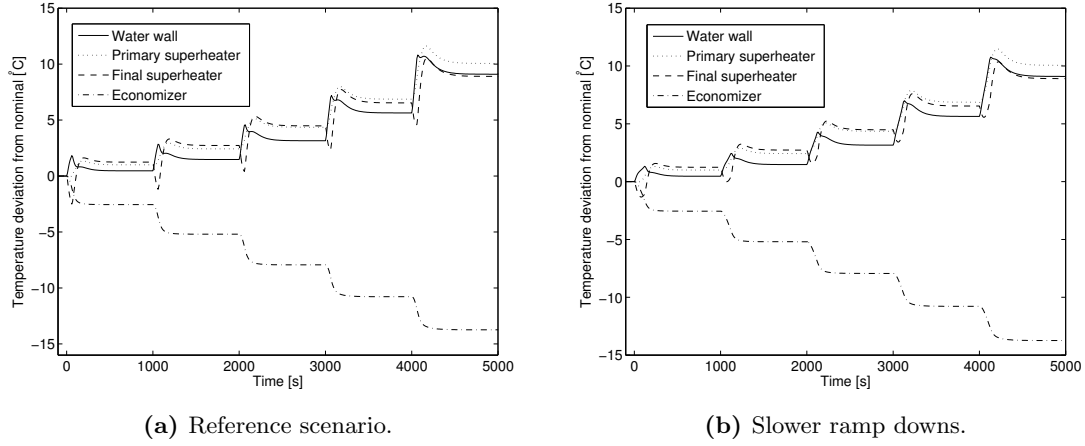 15
10
5
0
−5
−10
−15
0
1000
2000
3000
4000
5000
Temperature deviation from nominal [°C]
Time [s]
Water wall
Primary superheater
Final superheater
Economizer
(a) Reference scenario.
15
10
5
0
−5
−10
−15
0
1000
2000
3000
4000
5000
Temperature deviation from nominal [°C]
Time [s]
Water wall
Primary superheater
Final superheater
Economizer
(b) Slower ramp downs.